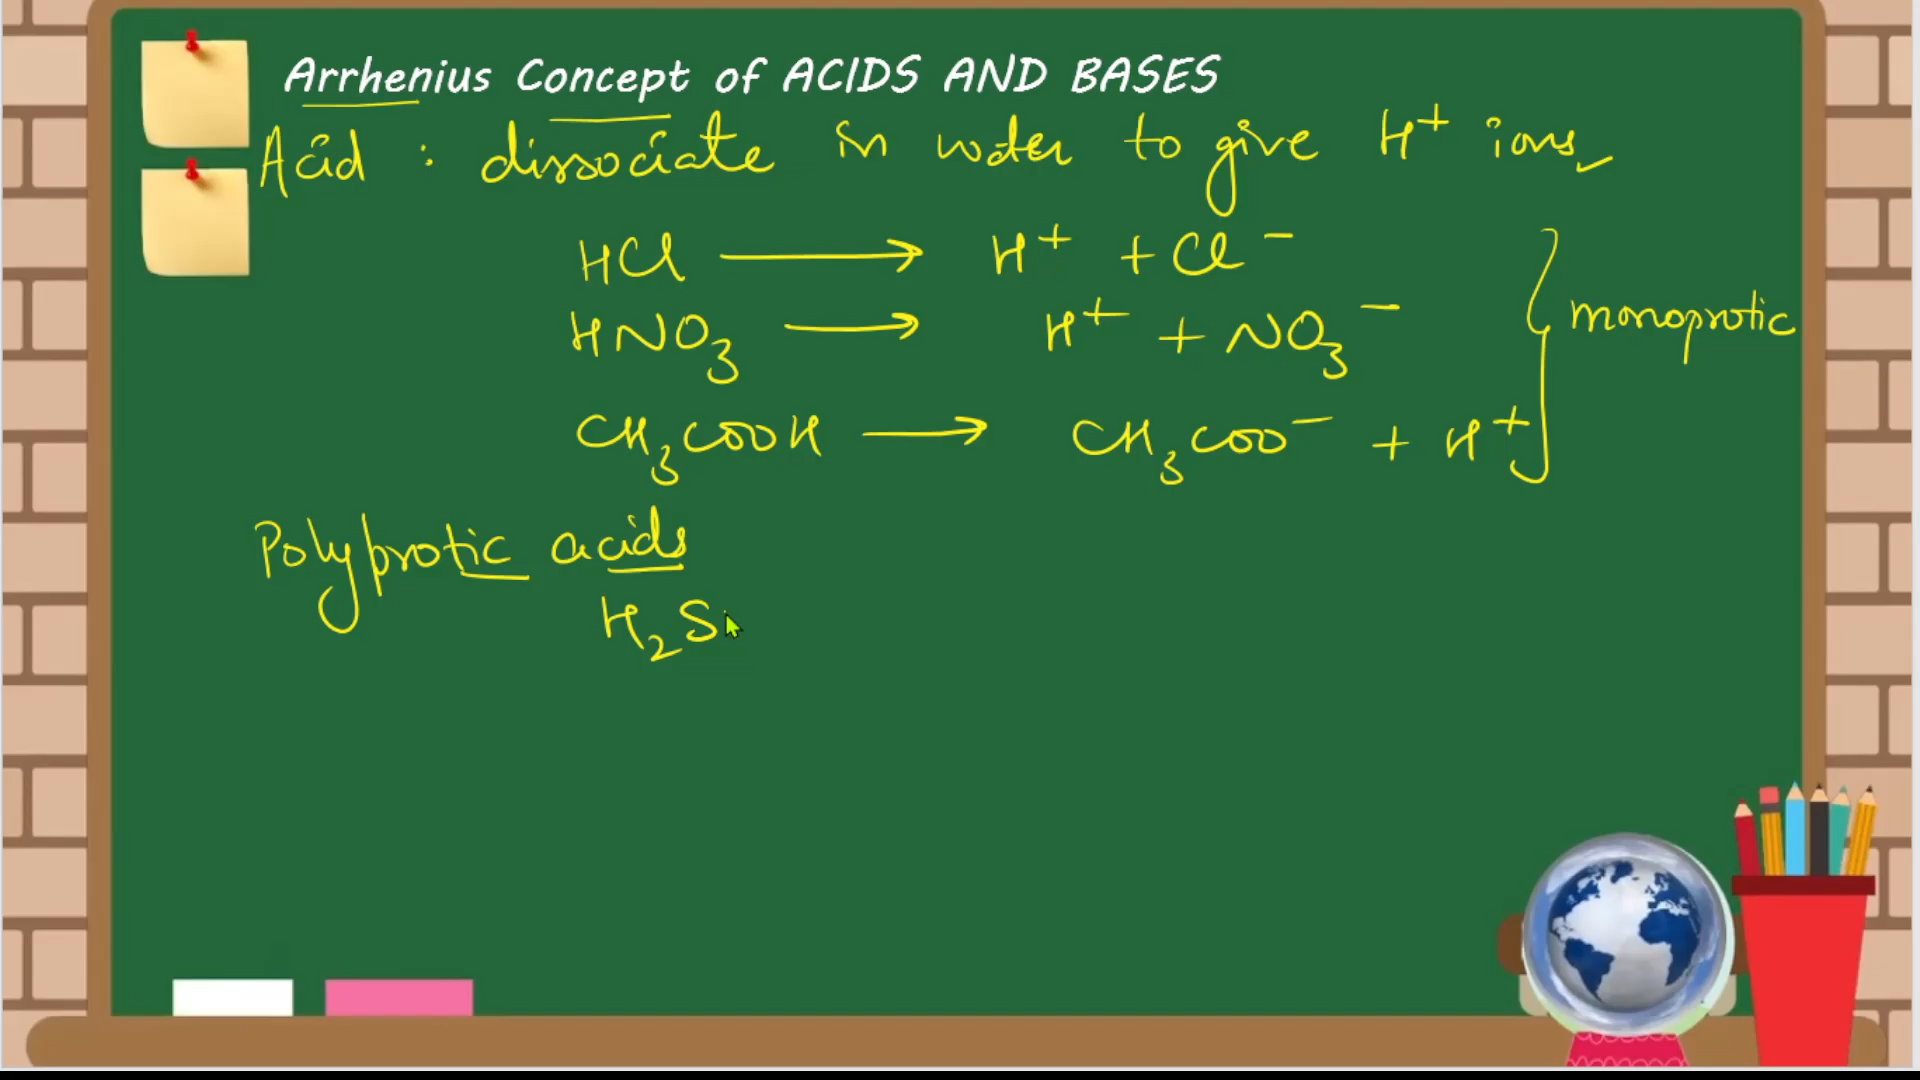 Arrhenius Concept of ACIDS AND BASES
Acid : dissociate in water to give H⁺ ions
HCl ⟶ H⁺ + Cl⁻
HNO₃ ⟶ H⁺ + NO₃⁻
monoprotic
CH₃COOH ⟶ CH₃COO⁻ + H⁺
Polyprotic acids
H₂S